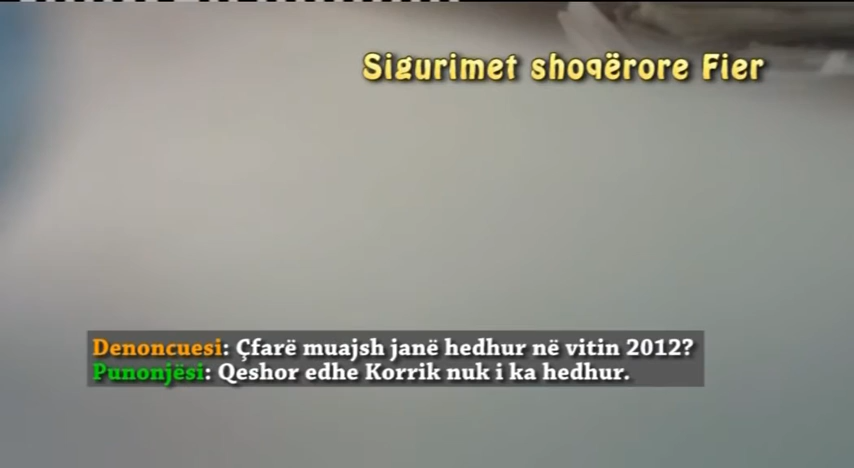 Sigurimet shoqërore Fier
Denoncuesi: Çfarë muajsh janë hedhur në vitin 2012?
Punonjësi: Qeshor edhe Korrik nuk i ka hedhur.